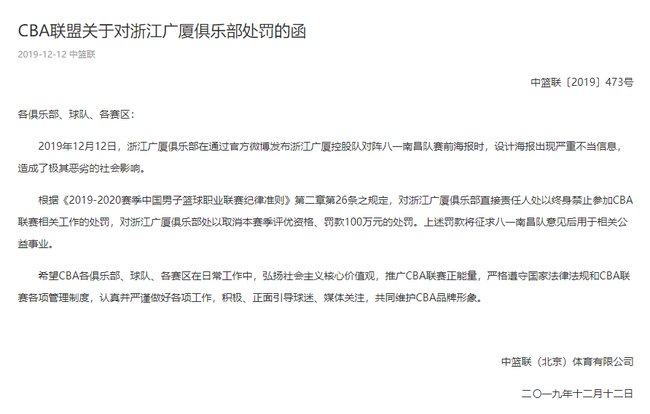 CBA联盟关于对浙江广厦俱乐部处罚的函
2019-12-12 中篮联
中篮联〔2019〕473号
各俱乐部、球队、各赛区：
2019年12月12日，浙江广厦俱乐部在通过官方微博发布浙江广厦控股队对阵八一南昌队赛前海报时，设计海报出现严重不当信息，
造成了极其恶劣的社会影响。
根据《2019-2020赛季中国男子篮球职业联赛纪律准则》第二章第26条之规定，对浙江广厦俱乐部直接责任人处以终身禁止参加CBA
联赛相关工作的处罚，对浙江广厦俱乐部处以取消本赛季评优资格、罚款100万元的处罚。上述罚款将征求八一南昌队意见后用于相关公
益事业。
希望CBA各俱乐部、球队、各赛区在日常工作中，弘扬社会主义核心价值观，推广CBA联赛正能量，严格遵守国家法律法规和CBA联
赛各项管理制度，认真并严谨做好各项工作，积极、正面引导球迷、媒体关注，共同维护CBA品牌形象。
中篮联（北京）体育有限公司
二〇一九年十二月十二日